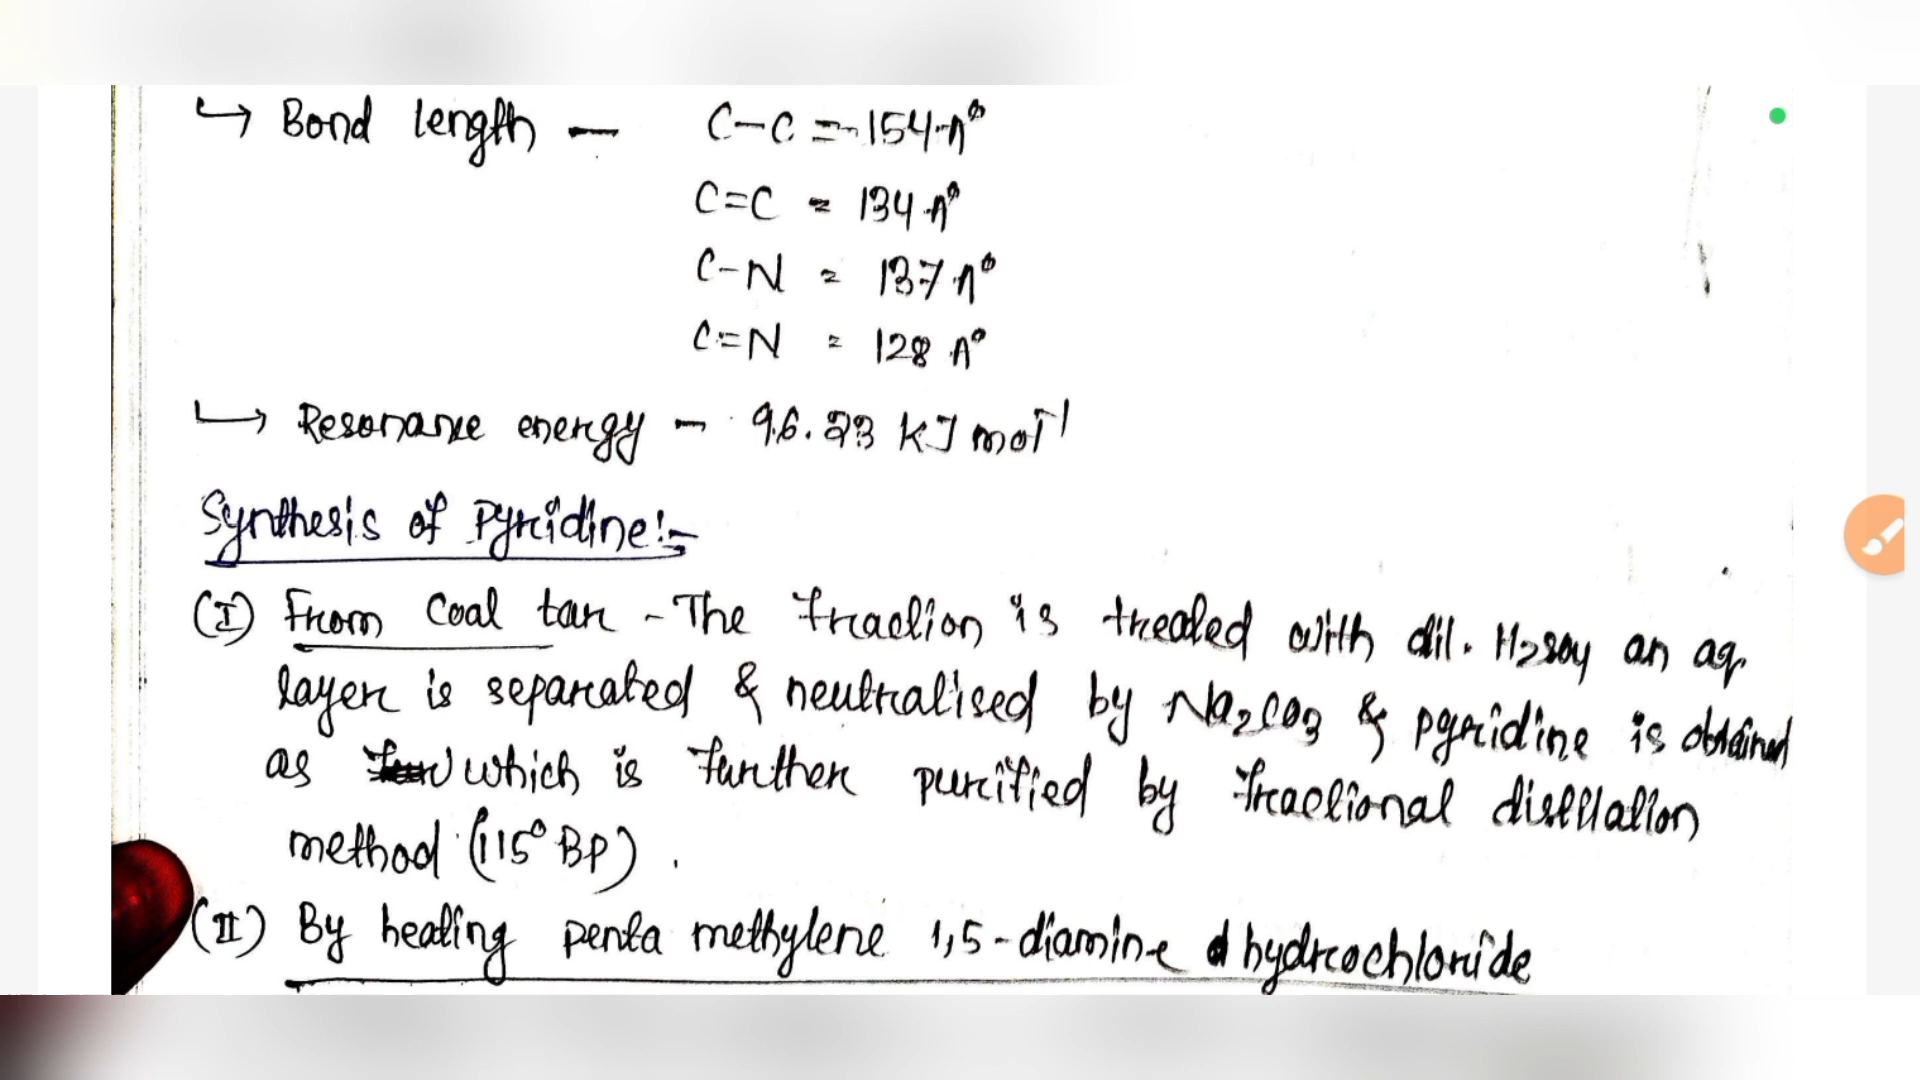 ↳ Bond length — C-C = 154 A°
C=C = 134 A°
C-N = 137 A°
C=N = 128 A°
↳ Resonance energy - 96.23 kJ mol⁻¹
Synthesis of Pyridine:-
(I) From Coal tar - The fraction is treated with dil. H₂SO₄ an aq.
layer is separated & neutralised by Na₂CO₃ & pyridine is obtained
as which is further purified by fractional distillation
method (115° BP).
(II) By heating penta methylene 1,5-diamine d hydrochloride